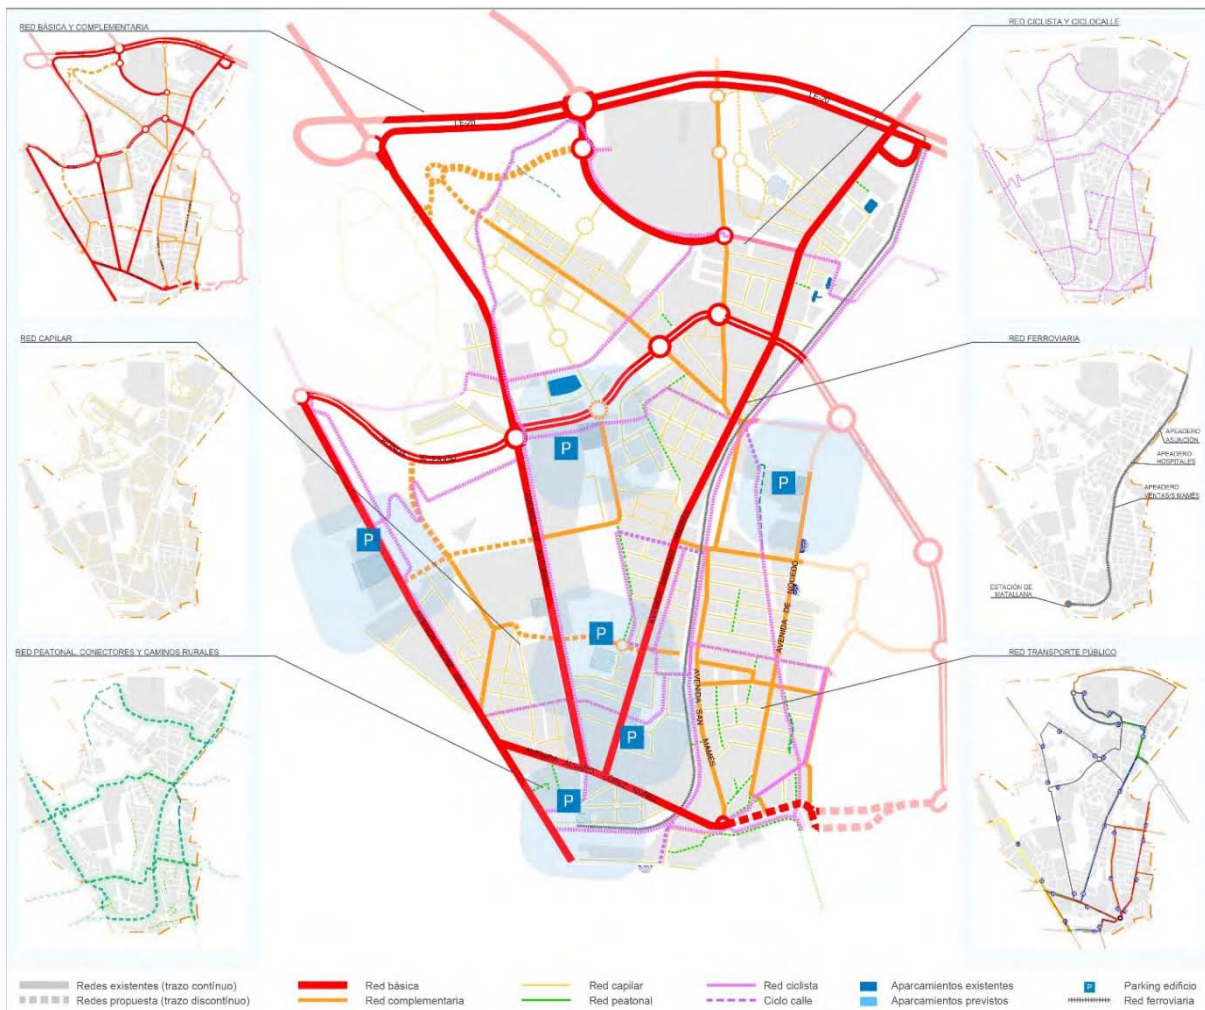 RED BÁSICA Y COMPLEMENTARIA
RED CICLISTA Y CICLOCALLE
LE-20
LE-20
RED CAPILAR
RED FERROVIARIA
APEADERO
ASUNCIÓN
APEADERO
HOSPITALES
APEADERO
VENTAS/S MAMÉS
ESTACIÓN DE
MATALLANA
P
P
P
P
P
P
AVENIDA DE NOCEDO
AVENIDA SAN MAMÉS
RED PEATONAL, CONECTORES Y CAMINOS RURALES
RED TRANSPORTE PÚBLICO
Redes existentes (trazo contínuo)
Red básica
Red capilar
Red ciclista
Aparcamientos existentes
P
Parking edificio
Redes propuesta (trazo discontínuo)
Red complementaria
Red peatonal
Ciclo calle
Aparcamientos previstos
Red ferroviaria